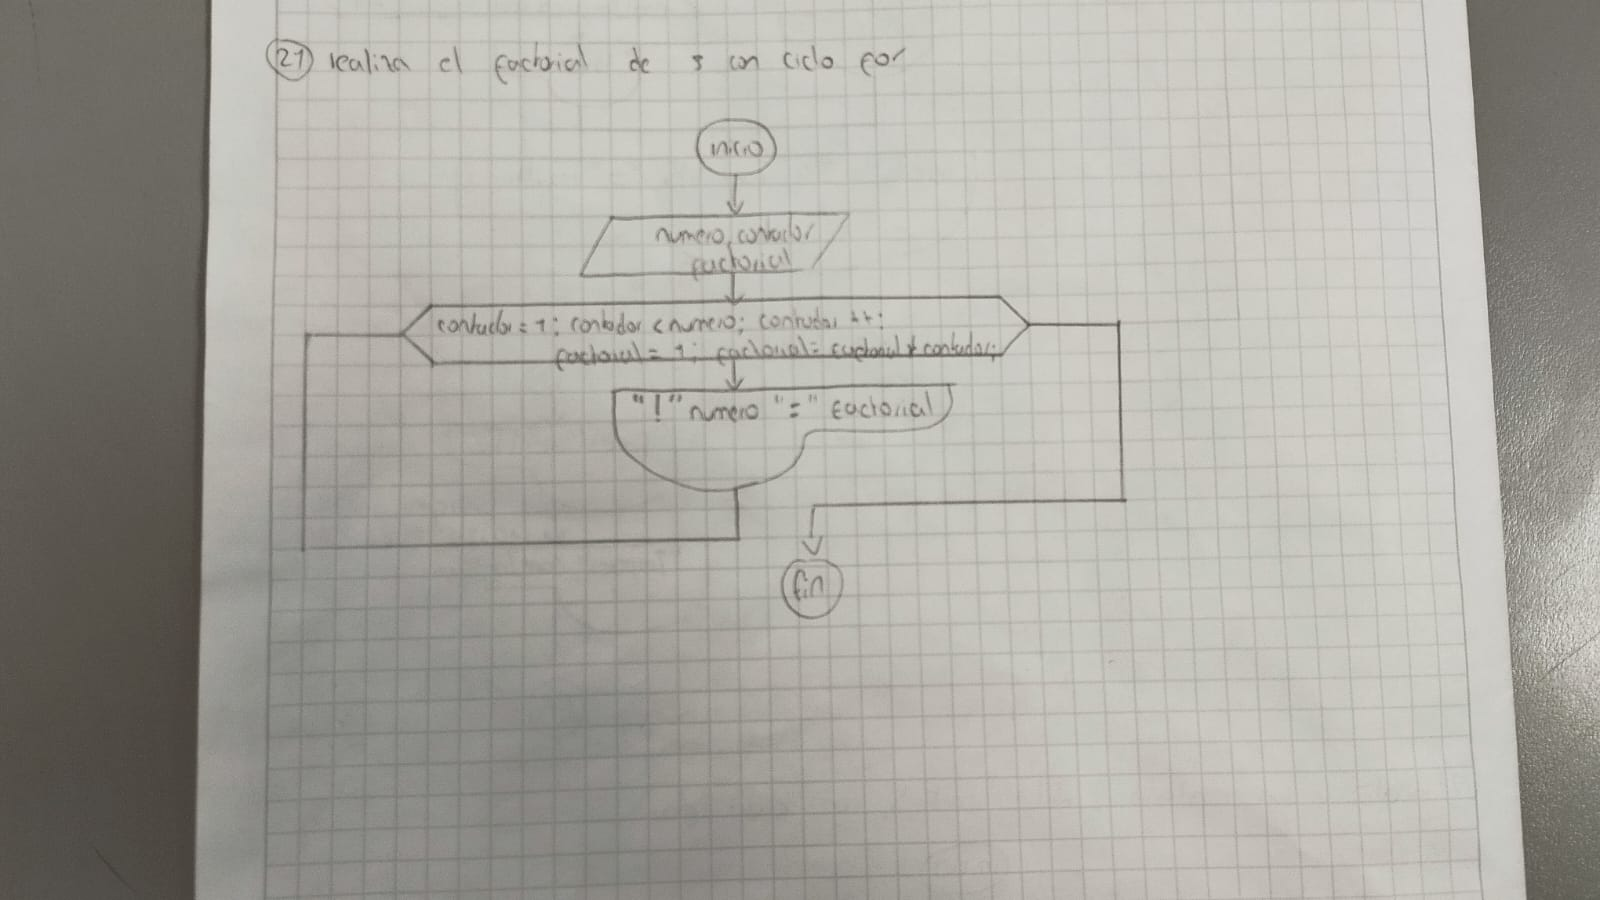 21 realiza el factorial de 5 con ciclo for
inicio
numero, contador
factorial
contador = 1; contador < numero; contador ++;
factorial = 1; factorial = factorial * contador;
"!" numero "=" factorial
fin